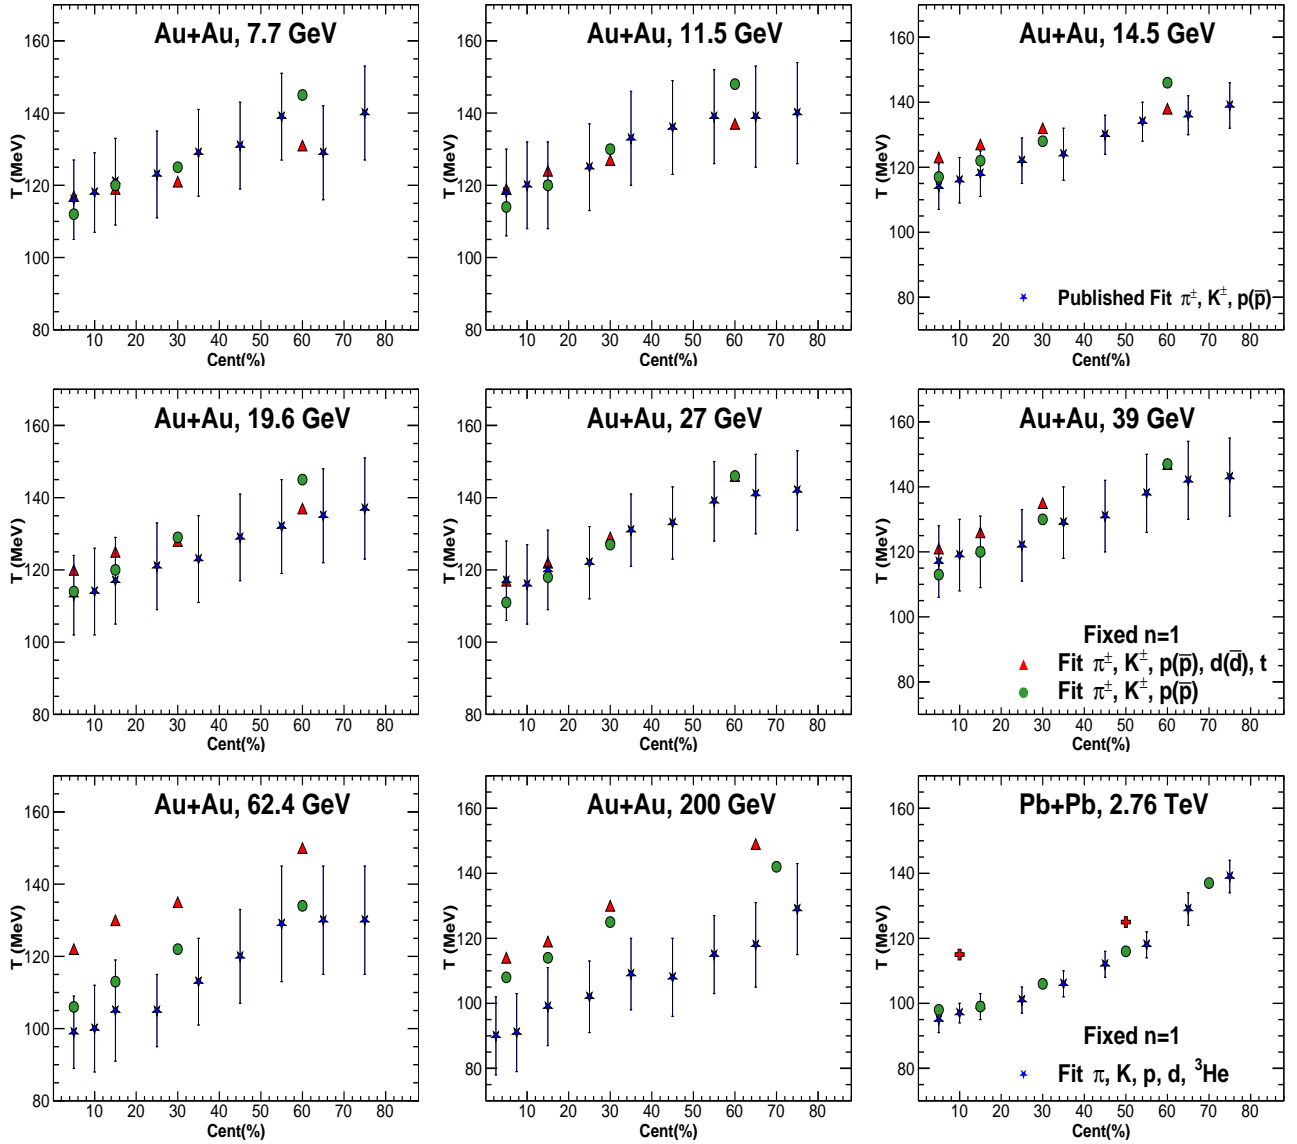 Au+Au, 7.7 GeV
T (MeV)
160
140
120
100
80
10 20 30 40 50 60 70 80
Cent(%)
Au+Au, 11.5 GeV
T (MeV)
160
140
120
100
80
10 20 30 40 50 60 70 80
Cent(%)
Au+Au, 14.5 GeV
T (MeV)
160
140
120
100
80
Published Fit π±, K±, p(p̅)
10 20 30 40 50 60 70 80
Cent(%)
Au+Au, 19.6 GeV
T (MeV)
160
140
120
100
80
10 20 30 40 50 60 70 80
Cent(%)
Au+Au, 27 GeV
T (MeV)
160
140
120
100
80
10 20 30 40 50 60 70 80
Cent(%)
Au+Au, 39 GeV
T (MeV)
160
140
120
100
80
Fixed n=1
Fit π±, K±, p(p̅), d(d̅), t
Fit π±, K±, p(p̅)
10 20 30 40 50 60 70 80
Cent(%)
Au+Au, 62.4 GeV
T (MeV)
160
140
120
100
80
10 20 30 40 50 60 70 80
Cent(%)
Au+Au, 200 GeV
T (MeV)
160
140
120
100
80
10 20 30 40 50 60 70 80
Cent(%)
Pb+Pb, 2.76 TeV
T (MeV)
160
140
120
100
80
Fixed n=1
Fit π, K, p, d, ³He
10 20 30 40 50 60 70 80
Cent(%)